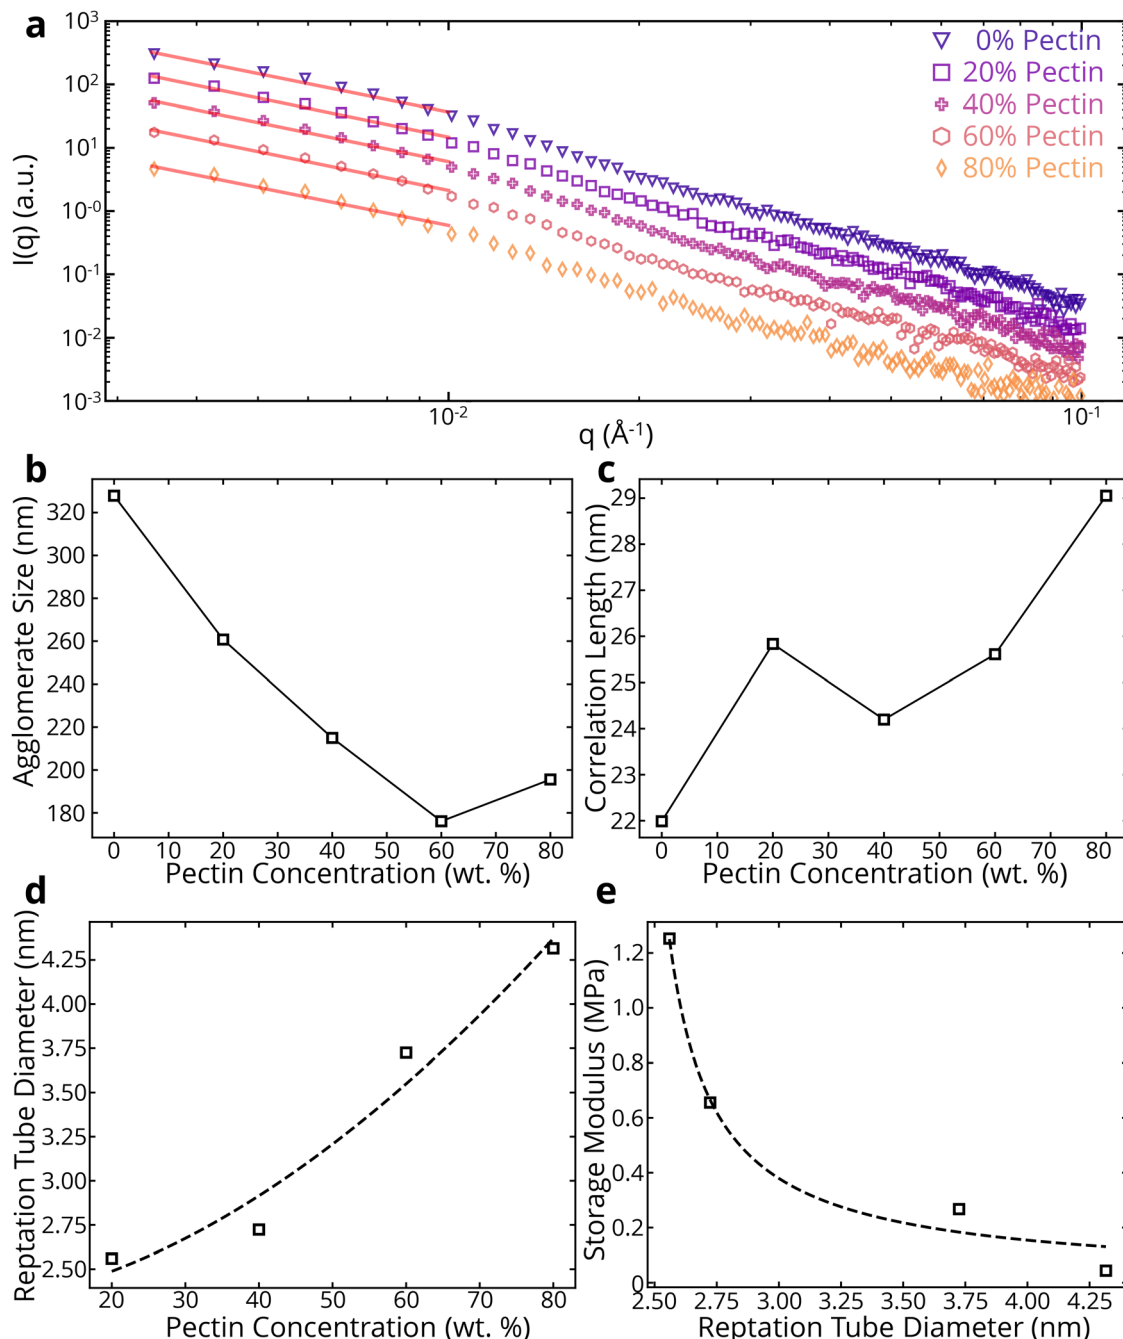 a
10³
10²
10¹
10⁻⁰
10⁻¹
10⁻²
10⁻³
I(q) (a.u.)
0% Pectin
20% Pectin
40% Pectin
60% Pectin
80% Pectin
10⁻²
10⁻¹
q (Å⁻¹)
b
320
300
280
260
240
220
200
180
Agglomerate Size (nm)
0 10 20 30 40 50 60 70 80
Pectin Concentration (wt. %)
c
29
28
27
26
25
24
23
22
Correlation Length (nm)
0 10 20 30 40 50 60 70 80
Pectin Concentration (wt. %)
d
4.25
4.00
3.75
3.50
3.25
3.00
2.75
2.50
Reptation Tube Diameter (nm)
20 30 40 50 60 70 80
Pectin Concentration (wt. %)
e
1.2
1.0
0.8
0.6
0.4
0.2
0
Storage Modulus (MPa)
2.50 2.75 3.00 3.25 3.50 3.75 4.00 4.25
Reptation Tube Diameter (nm)